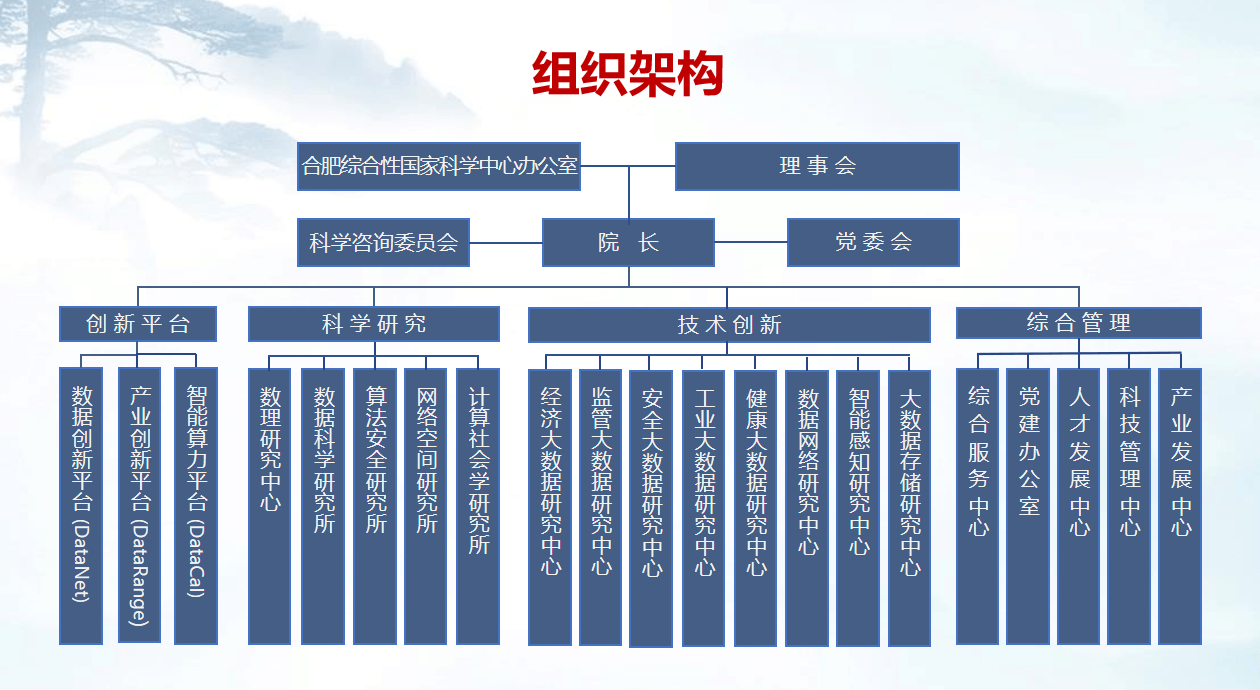 组织架构
合肥综合性国家科学中心办公室
理事会
科学咨询委员会
院 长
党委会
创新平台
科学研究
技术创新
综合管理
数据创新平台 (DataNet)
产业创新平台 (DataRange)
智能算力平台 (DataCal)
数理研究中心
数据科学研究所
算法安全研究所
网络空间研究所
计算社会学研究所
经济大数据研究中心
监管大数据研究中心
安全大数据研究中心
工业大数据研究中心
健康大数据研究中心
数据网络研究中心
智能感知研究中心
大数据存储研究中心
综合服务中心
党建办公室
人才发展中心
科技管理中心
产业发展中心